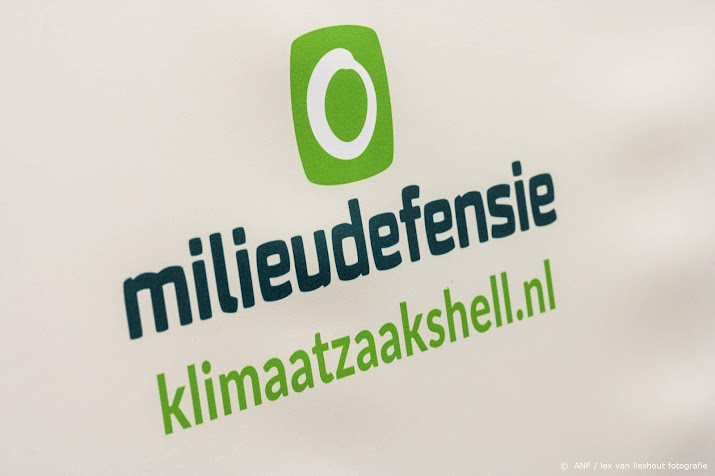 milieudefensie
klimaatzaakshell.nl
© ANP / lex van lieshout fotografie